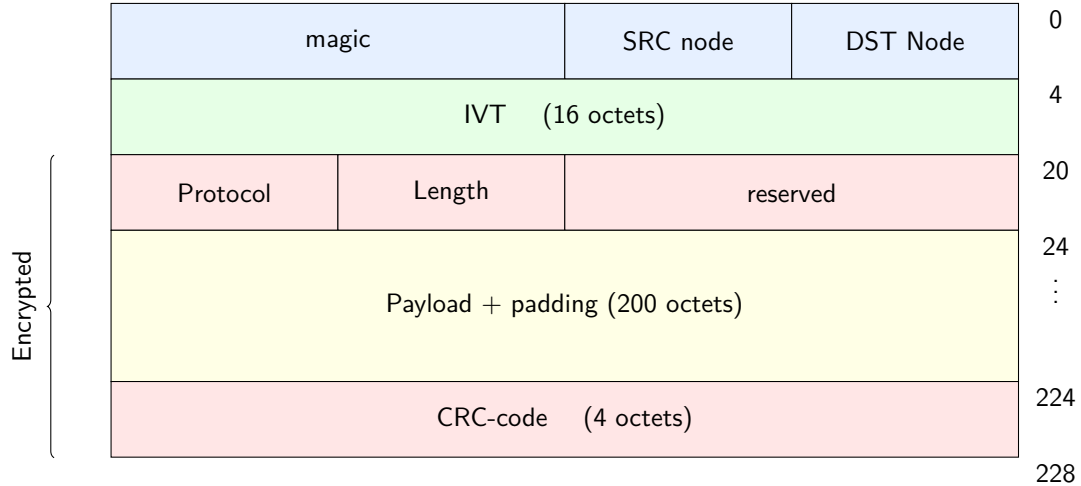 magic SRC node DST Node 0
IVT (16 octets) 4
Protocol Length reserved 20
24
⋮
Payload + padding (200 octets)
Encrypted
224
CRC-code (4 octets)
228